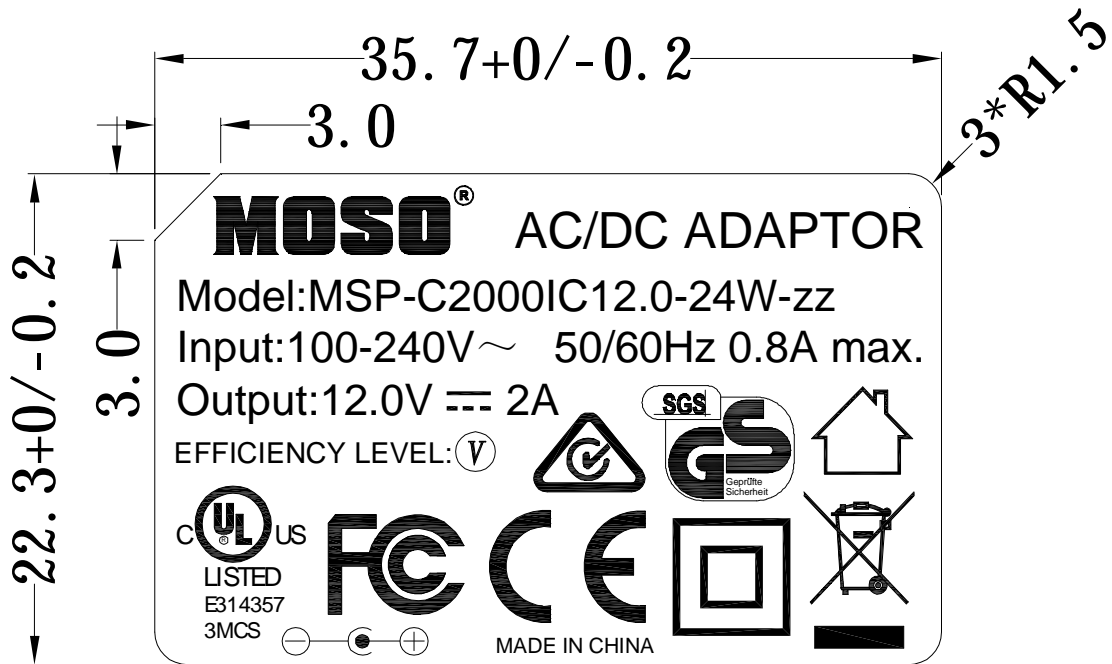 35.7+0/-0.2
3.0
3*R1.5
22.3+0/-0.2
3.0
MOSO® AC/DC ADAPTOR
Model:MSP-C2000IC12.0-24W-zz
Input:100-240V～ 50/60Hz 0.8A max.
Output:12.0V ⎓ 2A
EFFICIENCY LEVEL:Ⓥ
SGS
GS
Geprüfte
Sicherheit
C UL® US
LISTED
E314357
3MCS
FC
CE
MADE IN CHINA